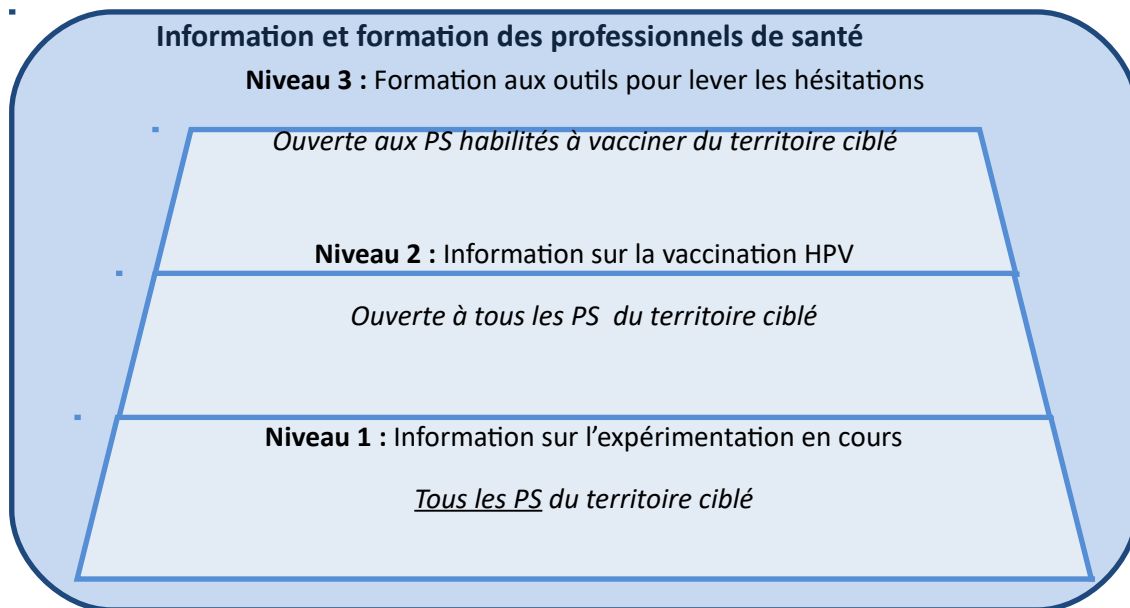 Information et formation des professionnels de santé
Niveau 3 : Formation aux outils pour lever les hésitations
Ouverte aux PS habilités à vacciner du territoire ciblé
Niveau 2 : Information sur la vaccination HPV
Ouverte à tous les PS du territoire ciblé
Niveau 1 : Information sur l’expérimentation en cours
Tous les PS du territoire ciblé